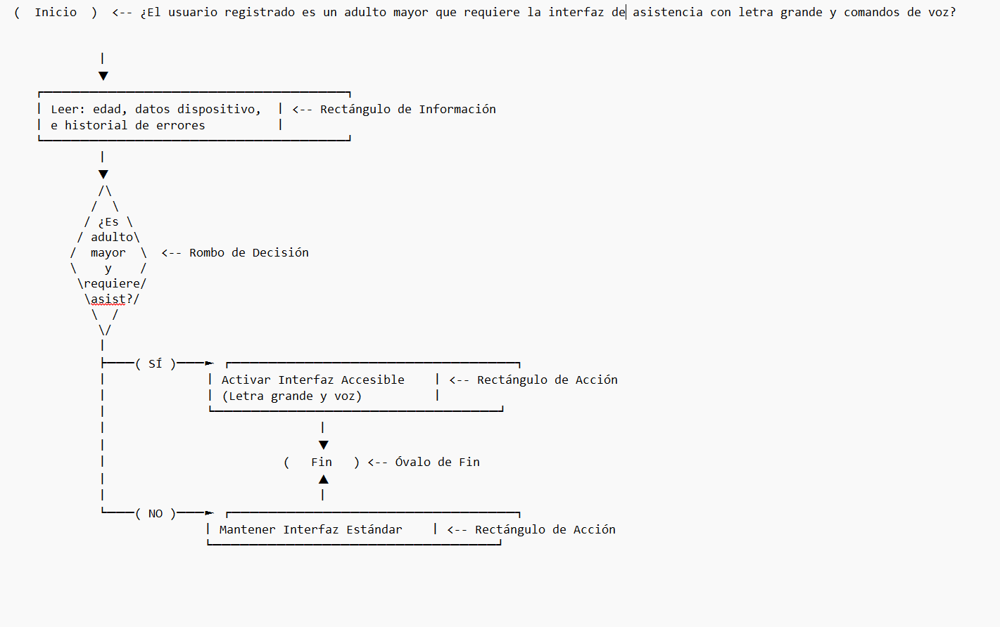 ( Inicio ) <-- ¿El usuario registrado es un adulto mayor que requiere la interfaz de asistencia con letra grande y comandos de voz?
Leer: edad, datos dispositivo, <-- Rectángulo de Información
e historial de errores
¿Es
adulto
mayor <-- Rombo de Decisión
y
requiere
asist?
( SÍ )
Activar Interfaz Accesible <-- Rectángulo de Acción
(Letra grande y voz)
( Fin ) <-- Óvalo de Fin
( NO )
Mantener Interfaz Estándar <-- Rectángulo de Acción